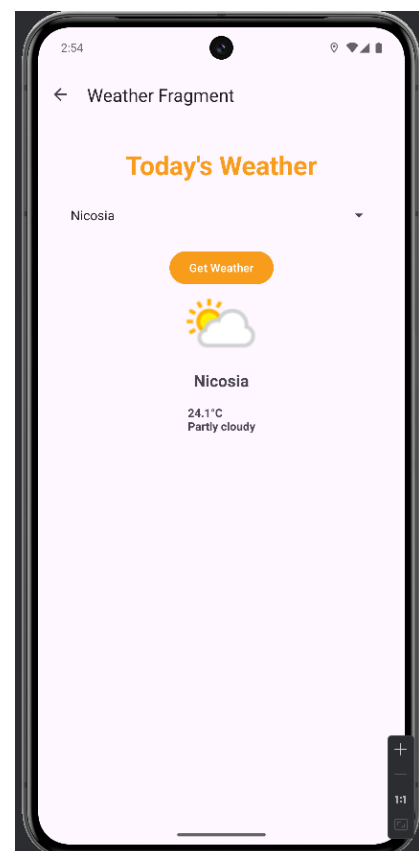 2:54
Weather Fragment
Today's Weather
Nicosia
Get Weather
Nicosia
24.1°C
Partly cloudy
1:1